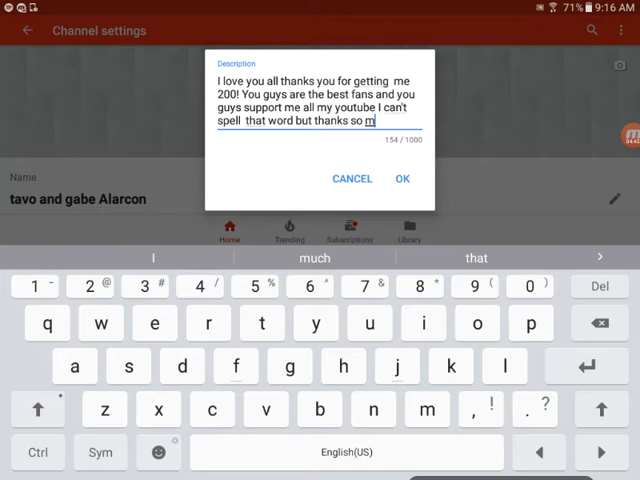 71% 9:16 AM
Channel settings
Description
I love you all thanks you for getting me
200! You guys are the best fans and you
guys support me all my youtube I can't
spell that word but thanks so m
154 / 1000
Name
CANCEL OK
tavo and gabe Alarcon
Home Trending Subscriptions Library
04:43
I much that
1 - 2 @ 3 # 4 / 5 % 6 ^ 7 & 8 * 9 ( 0 ) Del
q w e r t y u i o p
a s d f g h j k l
z x c v b n m , ! . ?
Ctrl Sym English(US)